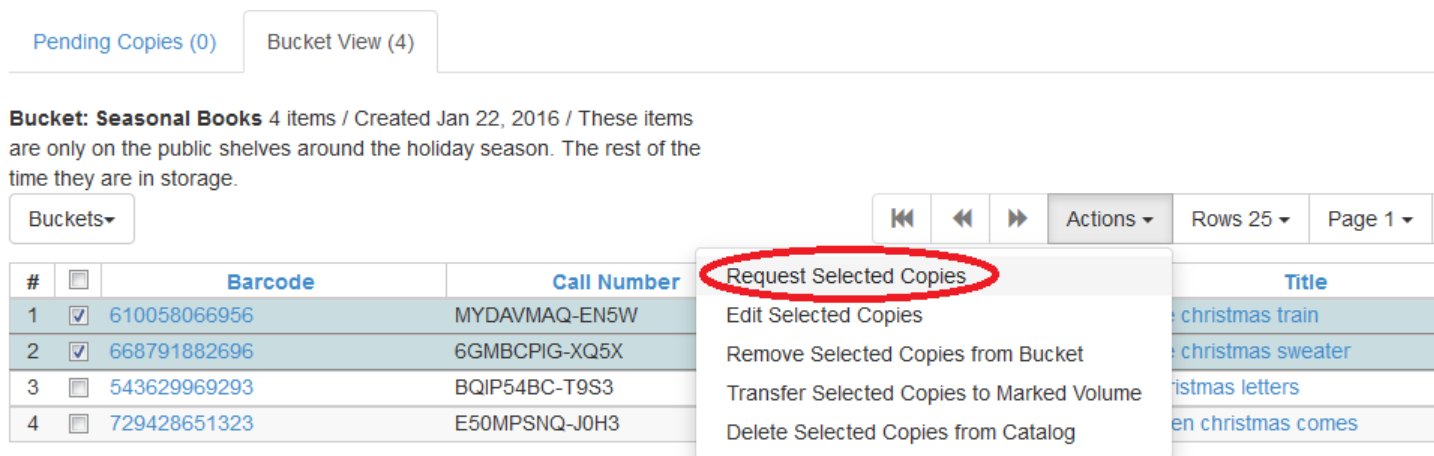 Pending Copies (0) Bucket View (4)
Bucket: Seasonal Books 4 items / Created Jan 22, 2016 / These items
are only on the public shelves around the holiday season. The rest of the
time they are in storage.
Buckets Actions Rows 25 Page 1
# Barcode Call Number Title
Request Selected Copies
1 610058066956 MYDAVMAQ-EN5W christmas train
Edit Selected Copies
2 668791882696 6GMBCPIG-XQ5X christmas sweater
Remove Selected Copies from Bucket
3 543629969293 BQIP54BC-T9S3 letters
Transfer Selected Copies to Marked Volume
4 729428651323 E50MPSNQ-J0H3 christmas comes
Delete Selected Copies from Catalog